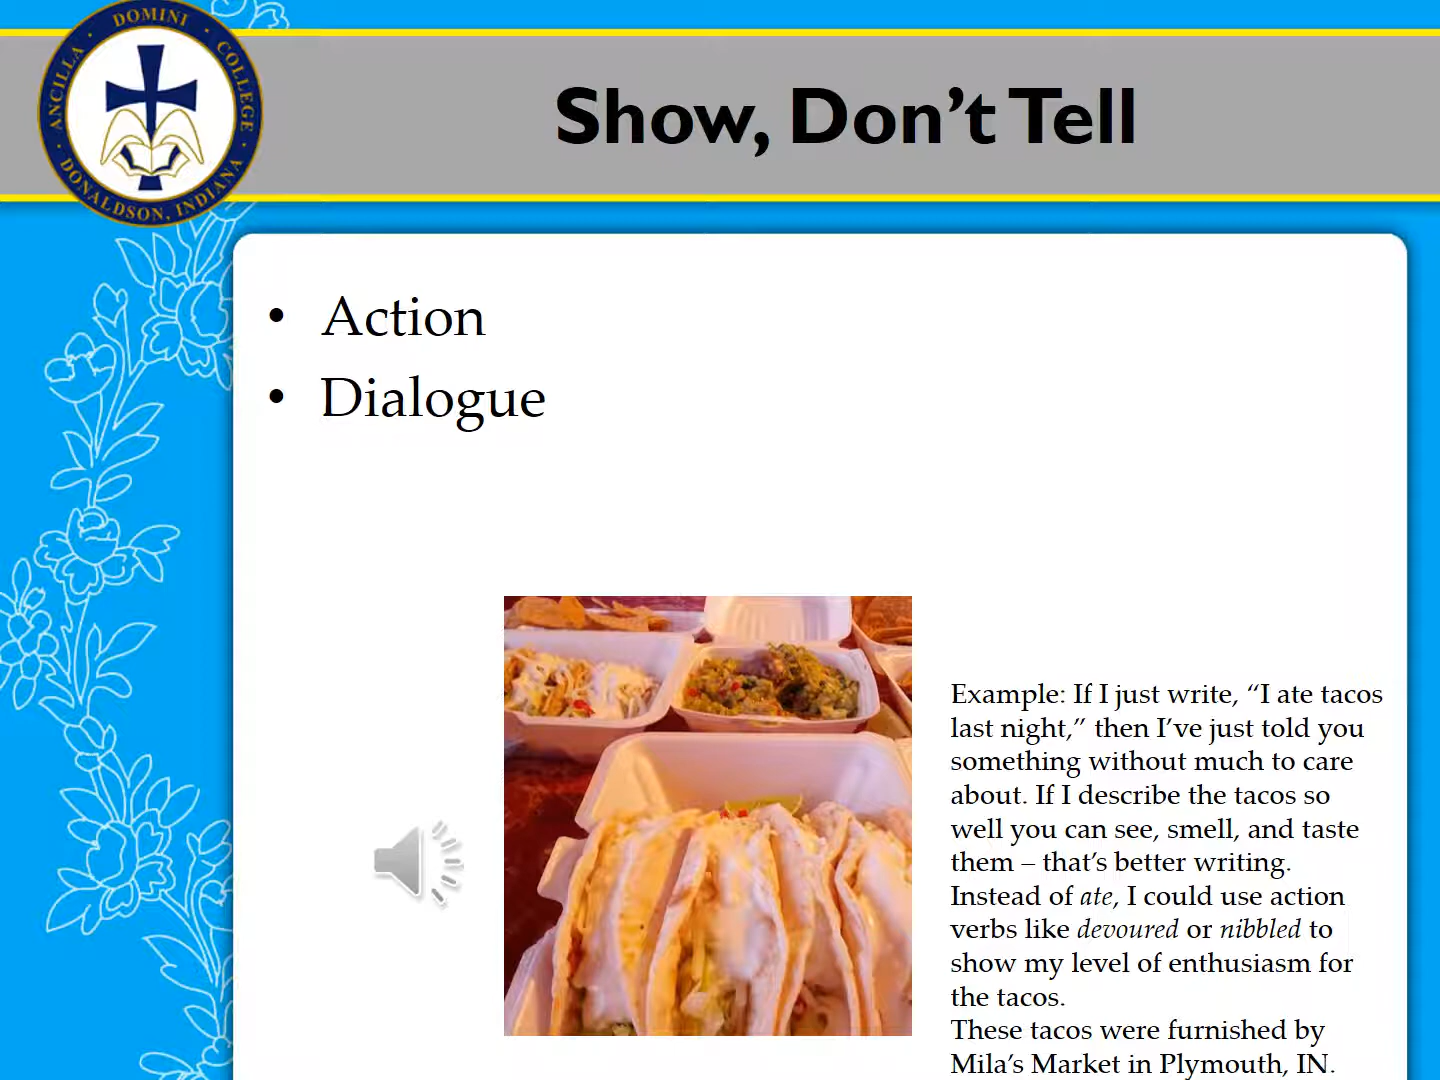 DOMINI
ANCILLA
COLLEGE
DONALDSON, INDIANA
Show, Don’t Tell
• Action
• Dialogue
Example: If I just write, “I ate tacos
last night,” then I’ve just told you
something without much to care
about. If I describe the tacos so
well you can see, smell, and taste
them – that’s better writing.
Instead of ate, I could use action
verbs like devoured or nibbled to
show my level of enthusiasm for
the tacos.
These tacos were furnished by
Mila’s Market in Plymouth, IN.